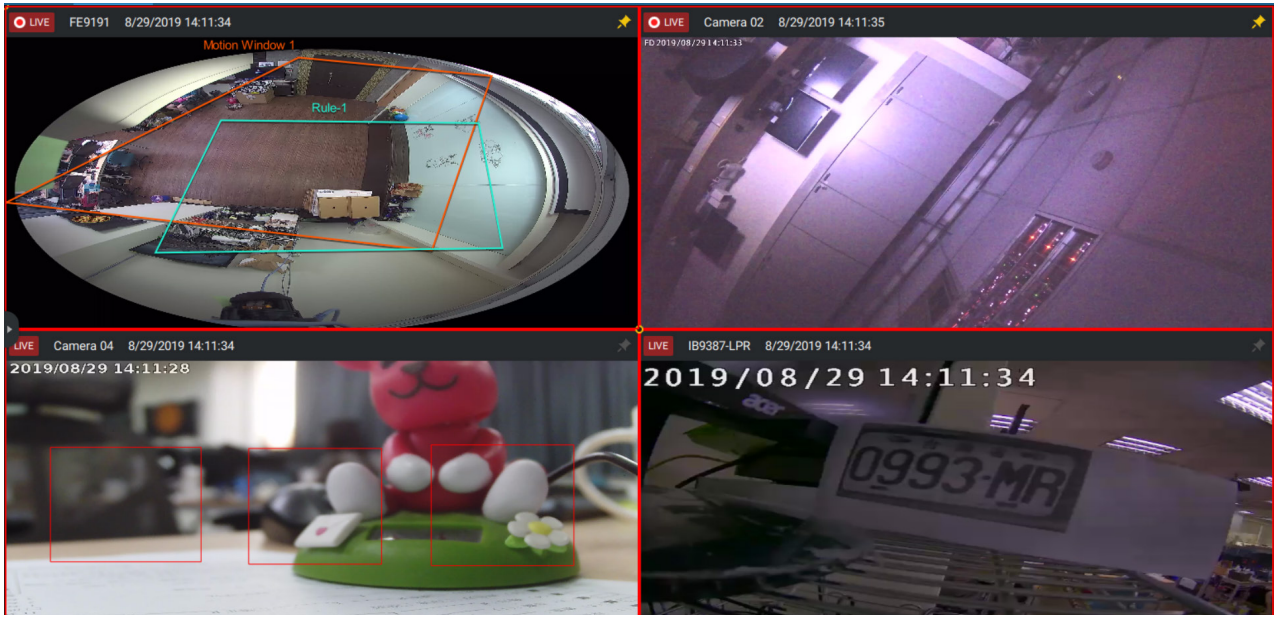 LIVE FE9191 8/29/2019 14:11:34
Motion Window 1
Rule-1
LIVE Camera 02 8/29/2019 14:11:35
FD 2019/08/29 14:11:33
LIVE Camera 04 8/29/2019 14:11:34
2019/08/29 14:11:28
LIVE IB9387-LPR 8/29/2019 14:11:34
2019/08/29 14:11:34
acer
0993-MR